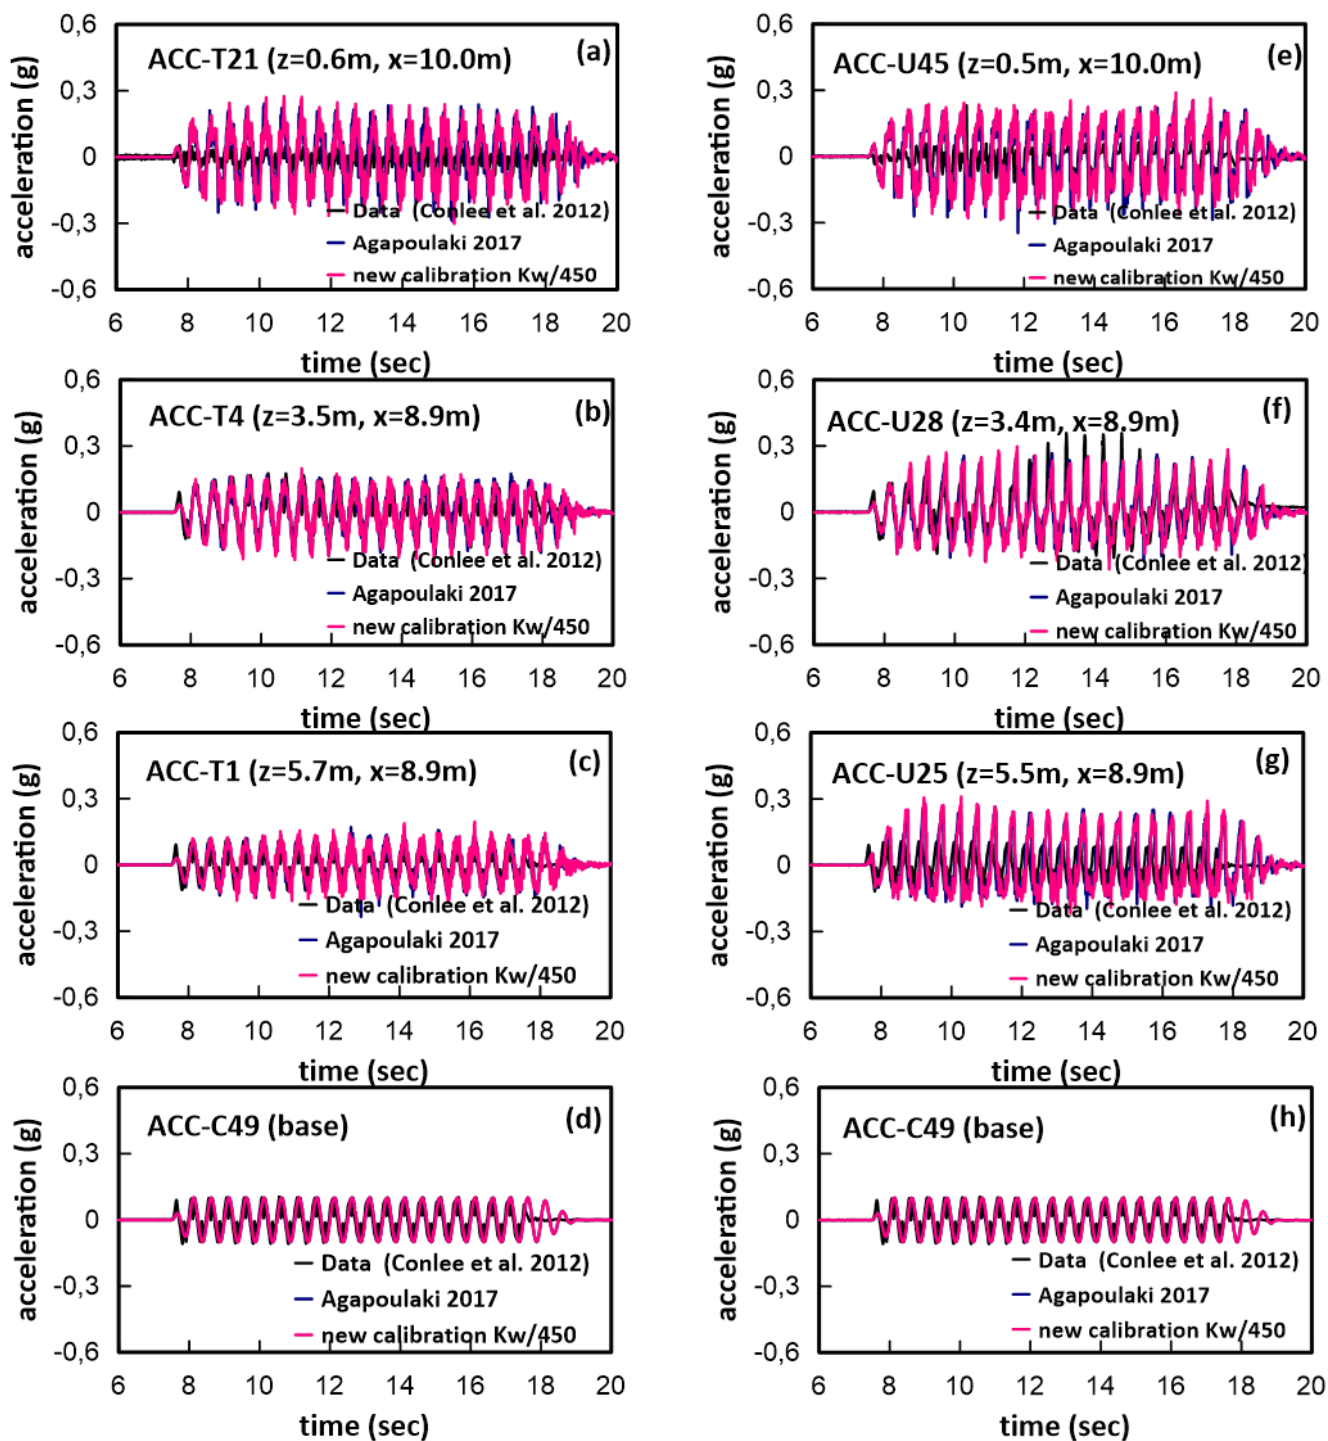 0,6
ACC-T21 (z=0.6m, x=10.0m)
(a)
0.3
0
-0.3
-0,6
acceleration (g)
Data (Conlee et al. 2012)
Agapoulaki 2017
new calibration Kw/450
6 8 10 12 14 16 18 20
time (sec)
0,6
ACC-U45 (z=0.5m, x=10.0m)
(e)
0.3
0
-0.3
-0,6
acceleration (g)
Data (Conlee et al. 2012)
Agapoulaki 2017
new calibration Kw/450
6 8 10 12 14 16 18 20
time (sec)
0,6
ACC-T4 (z=3.5m, x=8.9m)
(b)
0.3
0
-0.3
-0,6
acceleration (g)
Data (Conlee et al. 2012)
Agapoulaki 2017
new calibration Kw/450
6 8 10 12 14 16 18 20
time (sec)
0,6
ACC-U28 (z=3.4m, x=8.9m)
(f)
0.3
0
-0.3
-0,6
acceleration (g)
Data (Conlee et al. 2012)
Agapoulaki 2017
new calibration Kw/450
6 8 10 12 14 16 18 20
time (sec)
0,6
ACC-T1 (z=5.7m, x=8.9m)
(c)
0.3
0
-0.3
-0,6
acceleration (g)
Data (Conlee et al. 2012)
Agapoulaki 2017
new calibration Kw/450
6 8 10 12 14 16 18 20
time (sec)
0,6
ACC-U25 (z=5.5m, x=8.9m)
(g)
0.3
0
-0.3
-0,6
acceleration (g)
Data (Conlee et al. 2012)
Agapoulaki 2017
new calibration Kw/450
6 8 10 12 14 16 18 20
time (sec)
0,6
ACC-C49 (base)
(d)
0.3
0
-0.3
-0,6
acceleration (g)
Data (Conlee et al. 2012)
Agapoulaki 2017
new calibration Kw/450
6 8 10 12 14 16 18 20
time (sec)
0,6
ACC-C49 (base)
(h)
0.3
0
-0.3
-0,6
acceleration (g)
Data (Conlee et al. 2012)
Agapoulaki 2017
new calibration Kw/450
6 8 10 12 14 16 18 20
time (sec)